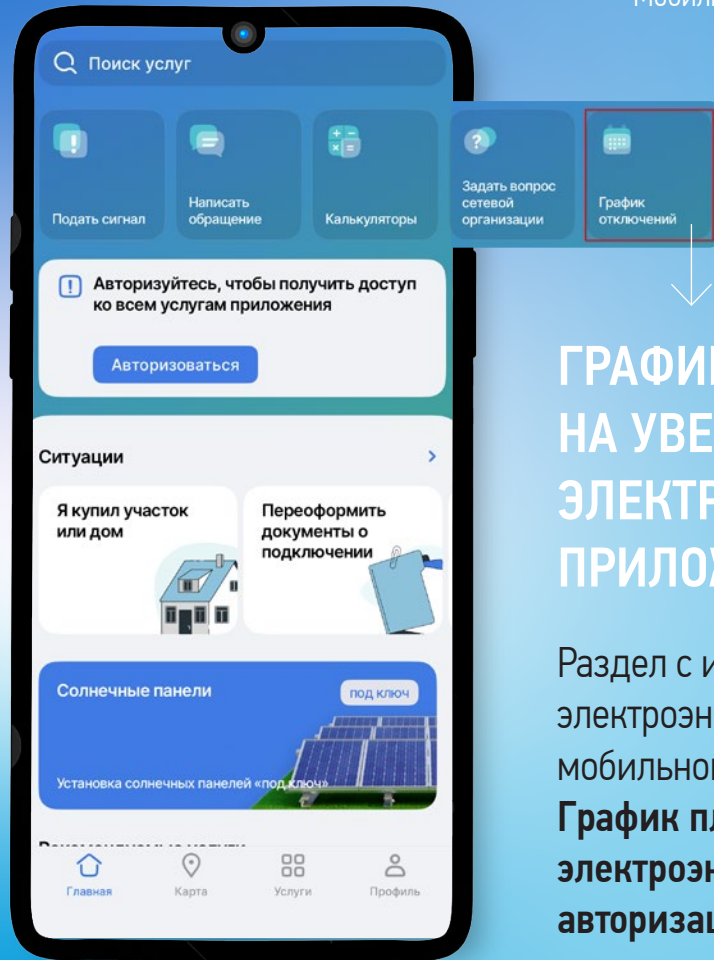 Поиск услуг
Подать сигнал
Написать
обращение
Калькуляторы
Задать вопрос
сетевой
организации
График
отключений
Авторизуйтесь, чтобы получить доступ
ко всем услугам приложения
Авторизоваться
Ситуации
Я купил участок
или дом
Переоформить
документы о
подключении
Солнечные панели
под ключ
Установка солнечных панелей «под ключ»
Главная
Карта
Услуги
Профиль
ГРАФИ
НА УВЕ
ЭЛЕКТР
ПРИЛО
Раздел с и
электроэн
мобильно
График пл
электроэн
авториза